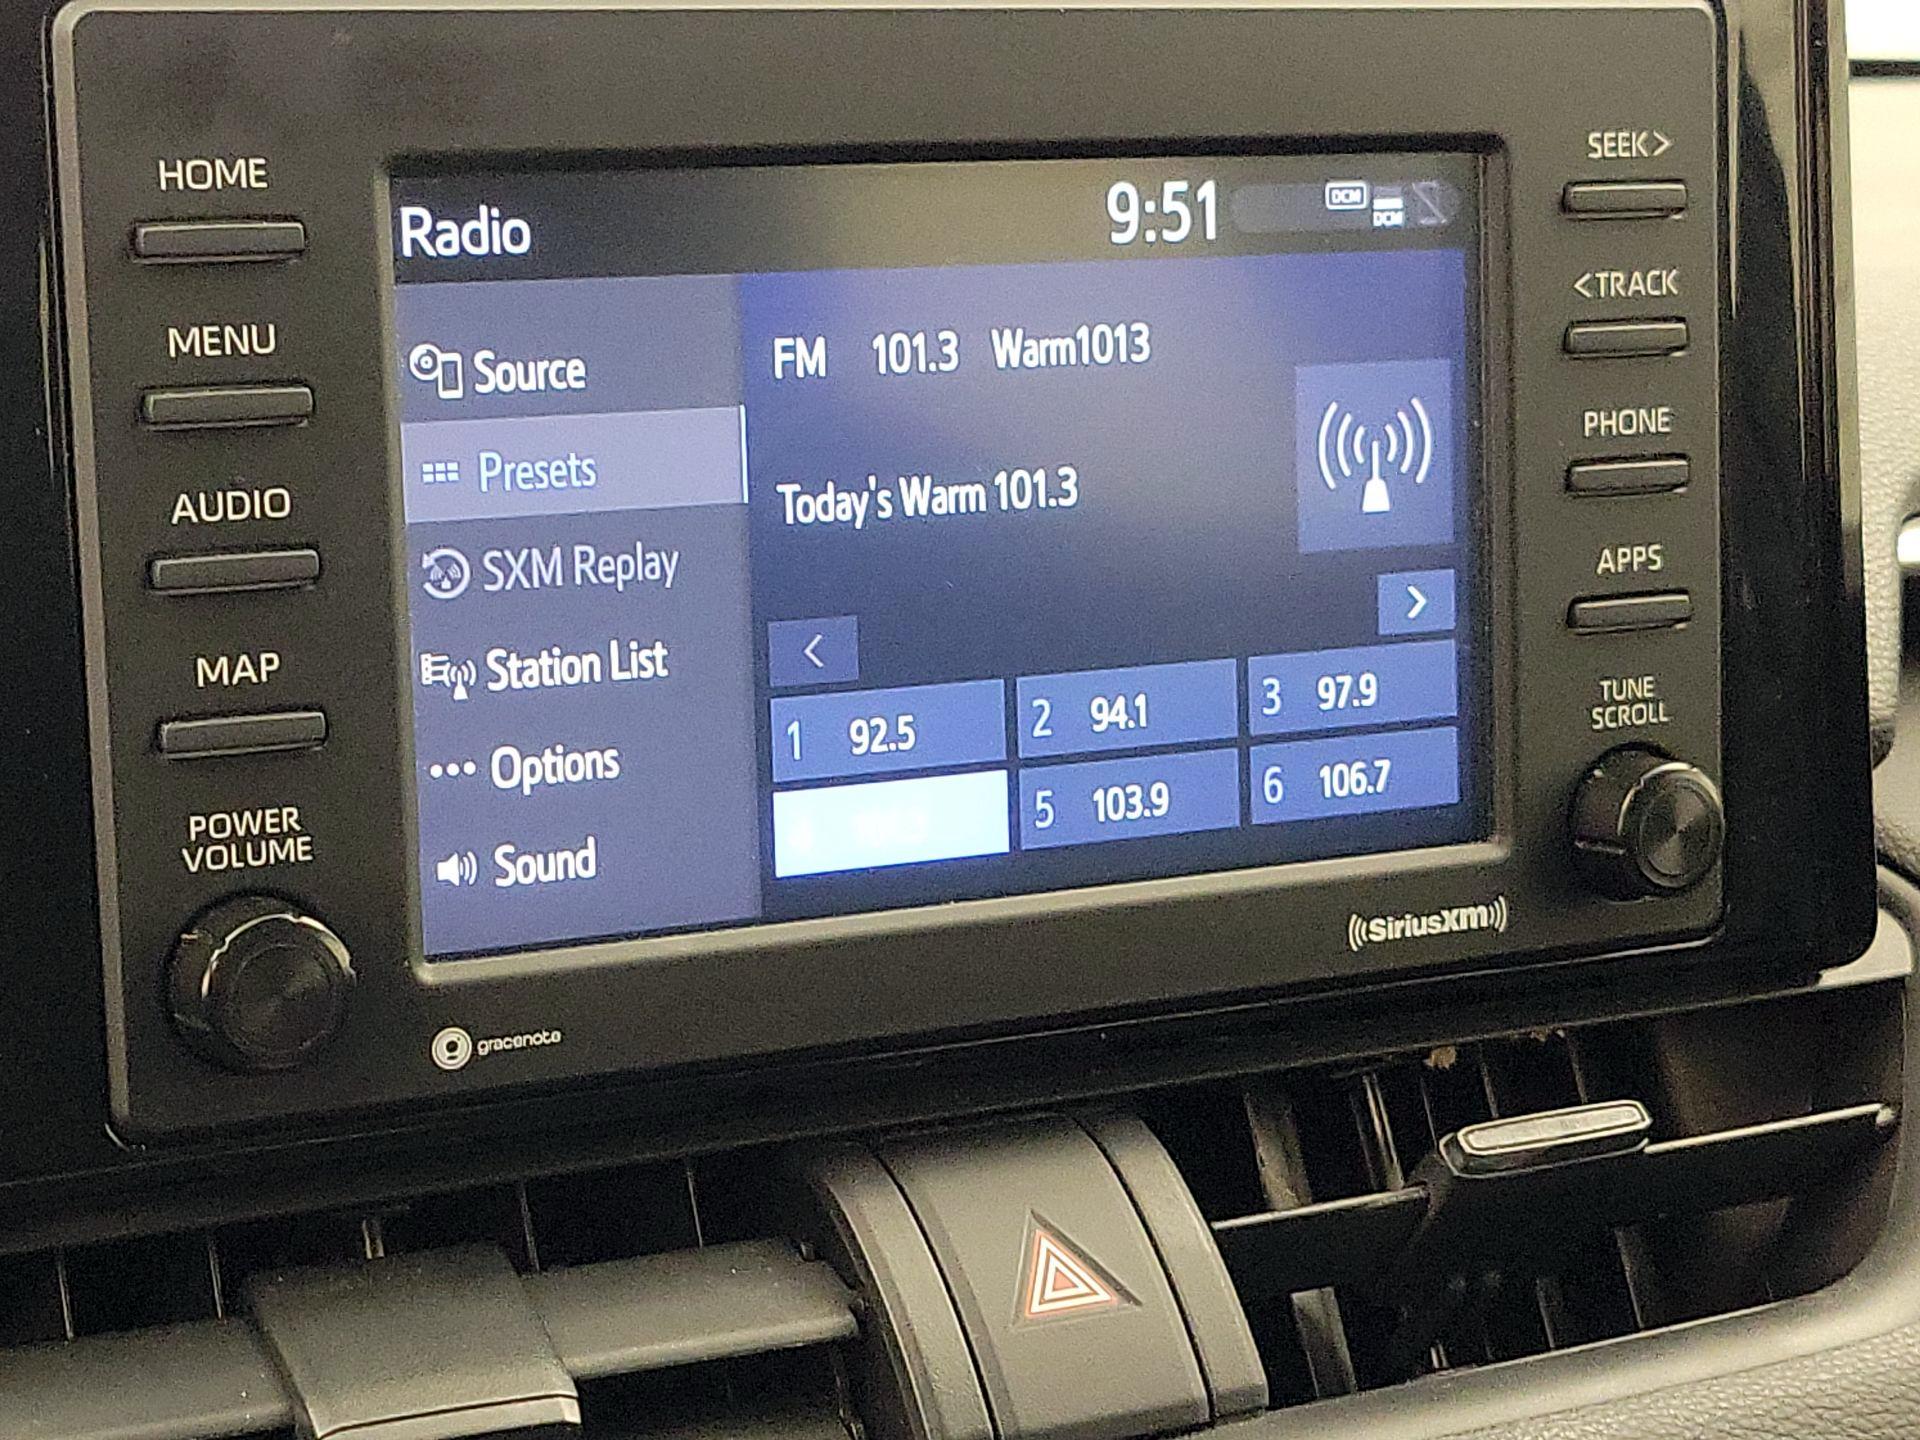 HOME
MENU
AUDIO
MAP
POWER
VOLUME
Radio
9:51
DCM
DCM
Source
Presets
SXM Replay
Station List
Options
Sound
FM 101.3 Warm1013
Today's Warm 101.3
<
>
1 92.5
2 94.1
3 97.9
5 103.9
6 106.7
SEEK>
<TRACK
PHONE
APPS
TUNE
SCROLL
gracenote
((SiriusXM))